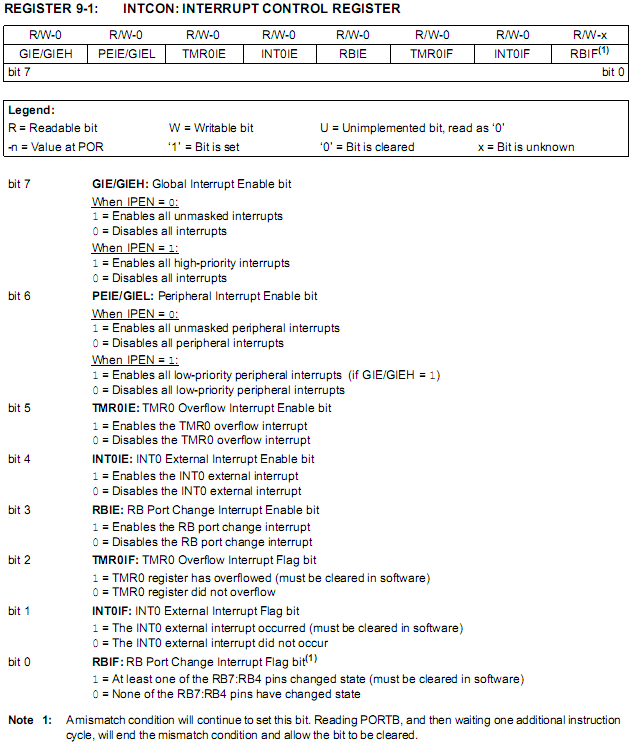 REGISTER 9-1: INTCON: INTERRUPT CONTROL REGISTER
R/W-0 R/W-0 R/W-0 R/W-0 R/W-0 R/W-0 R/W-0 R/W-x
GIE/GIEH PEIE/GIEL TMR0IE INT0IE RBIE TMR0IF INT0IF RBIF(1)
bit 7 bit 0
Legend:
R = Readable bit W = Writable bit U = Unimplemented bit, read as ‘0’
-n = Value at POR ‘1’ = Bit is set ‘0’ = Bit is cleared x = Bit is unknown
bit 7 GIE/GIEH: Global Interrupt Enable bit
When IPEN = 0:
1 = Enables all unmasked interrupts
0 = Disables all interrupts
When IPEN = 1:
1 = Enables all high-priority interrupts
0 = Disables all interrupts
bit 6 PEIE/GIEL: Peripheral Interrupt Enable bit
When IPEN = 0:
1 = Enables all unmasked peripheral interrupts
0 = Disables all peripheral interrupts
When IPEN = 1:
1 = Enables all low-priority peripheral interrupts (if GIE/GIEH = 1)
0 = Disables all low-priority peripheral interrupts
bit 5 TMR0IE: TMR0 Overflow Interrupt Enable bit
1 = Enables the TMR0 overflow interrupt
0 = Disables the TMR0 overflow interrupt
bit 4 INT0IE: INT0 External Interrupt Enable bit
1 = Enables the INT0 external interrupt
0 = Disables the INT0 external interrupt
bit 3 RBIE: RB Port Change Interrupt Enable bit
1 = Enables the RB port change interrupt
0 = Disables the RB port change interrupt
bit 2 TMR0IF: TMR0 Overflow Interrupt Flag bit
1 = TMR0 register has overflowed (must be cleared in software)
0 = TMR0 register did not overflow
bit 1 INT0IF: INT0 External Interrupt Flag bit
1 = The INT0 external interrupt occurred (must be cleared in software)
0 = The INT0 external interrupt did not occur
bit 0 RBIF: RB Port Change Interrupt Flag bit(1)
1 = At least one of the RB7:RB4 pins changed state (must be cleared in software)
0 = None of the RB7:RB4 pins have changed state
Note 1: A mismatch condition will continue to set this bit. Reading PORTB, and then waiting one additional instruction
cycle, will end the mismatch condition and allow the bit to be cleared.